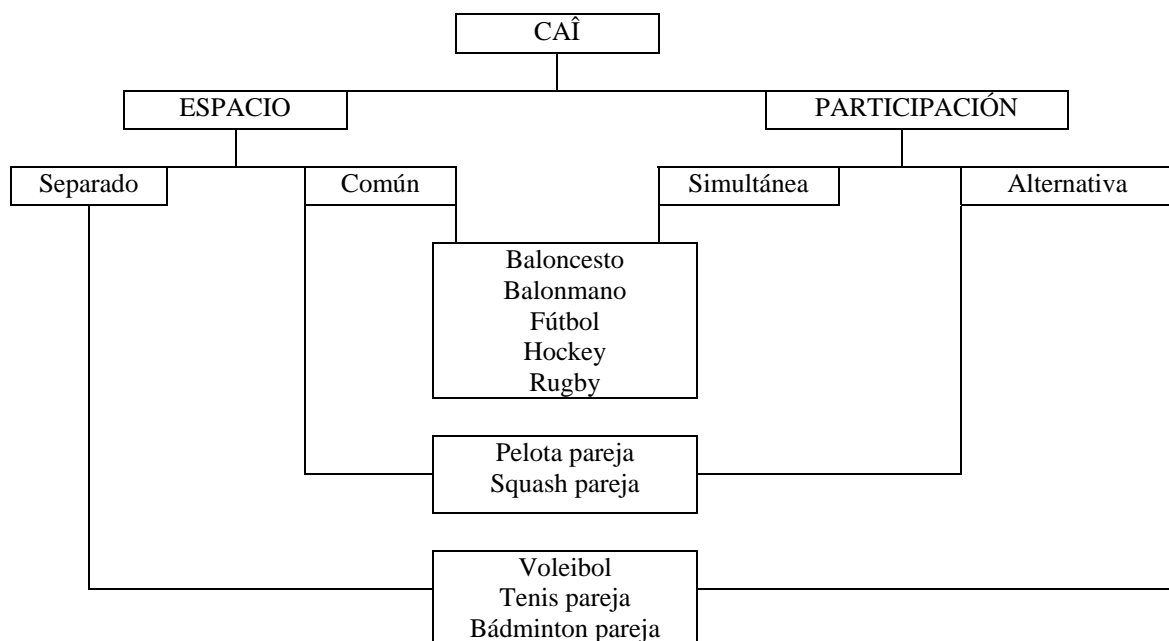 CAÎ
ESPACIO
PARTICIPACIÓN
Separado
Común
Simultánea
Alternativa
Baloncesto
Balonmano
Fútbol
Hockey
Rugby
Pelota pareja
Squash pareja
Voleibol
Tenis pareja
Bádminton pareja